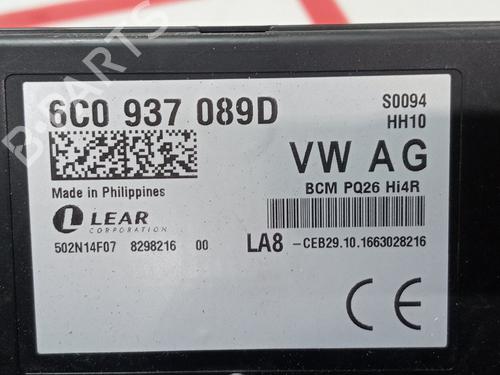 6C0 937 089D
S0094
HH10
VW AG
BCM PQ26 Hi4R
Made in Philippines
LEAR
CORPORATION
502N14F07 8298216 00
LA8 -CEB29.10.1663028216
CE
B-PARTS